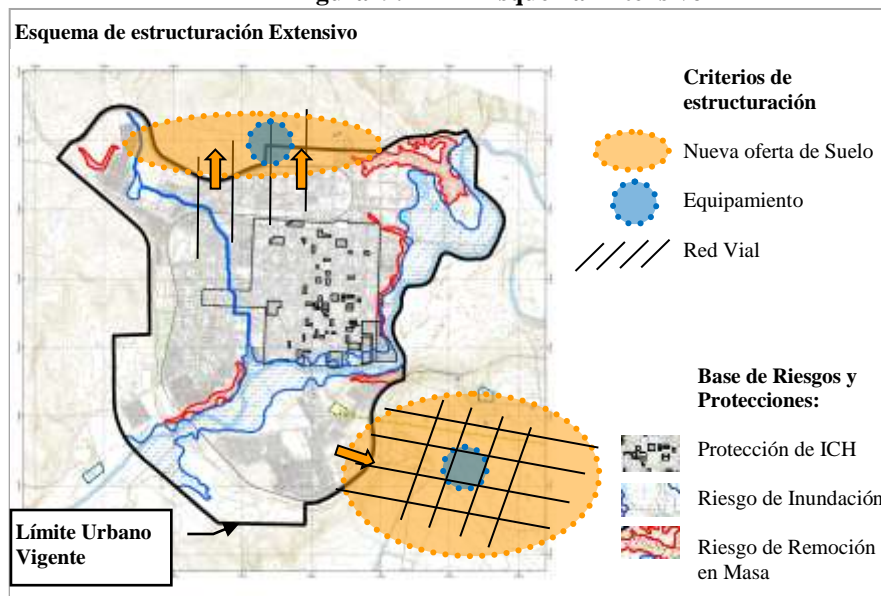 Esquema de estructuración Extensivo
Criterios de
estructuración
Nueva oferta de Suelo
Equipamiento
Red Vial
Base de Riesgos y
Protecciones:
Protección de ICH
Riesgo de Inundación
Riesgo de Remoción
en Masa
Límite Urbano
Vigente